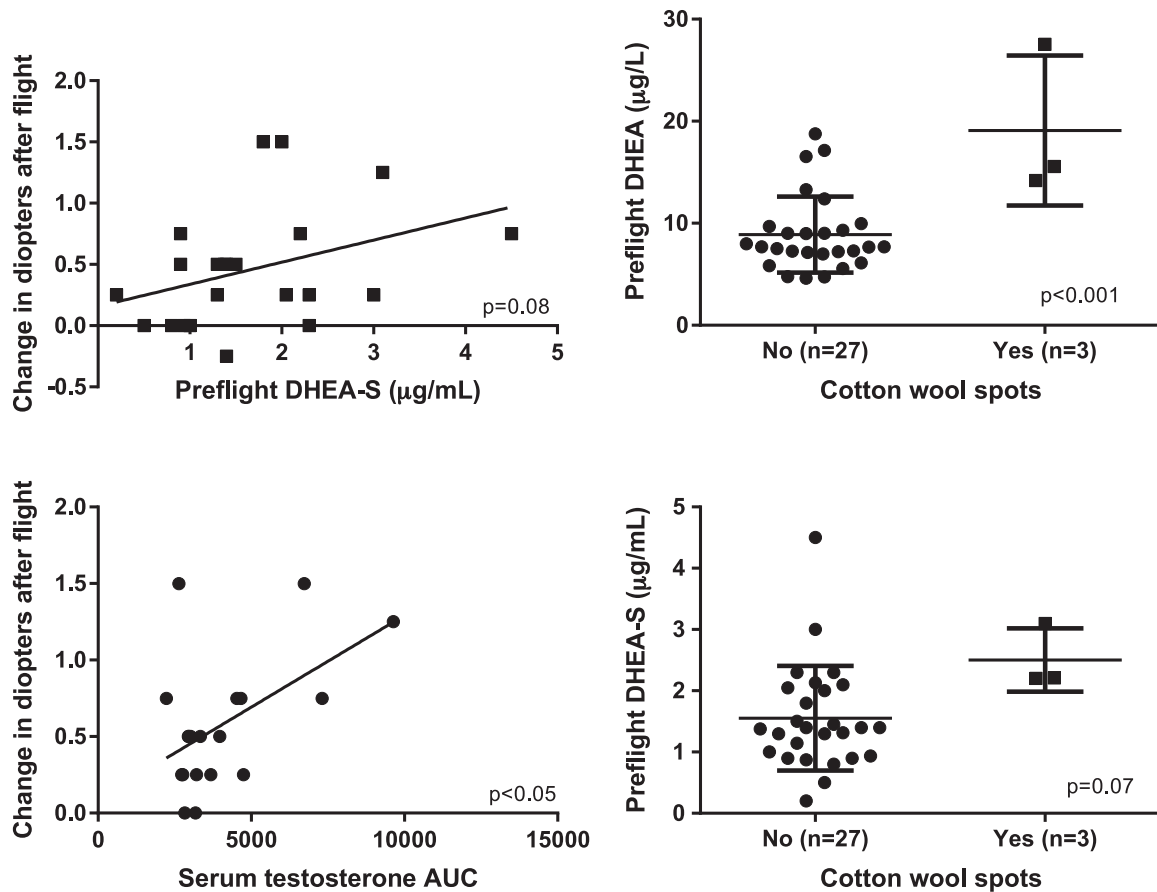 Change in diopters after flight
2.0
1.5
1.0
0.5
0.0
-0.5
1
2
3
4
5
p=0.08
Preflight DHEA-S (μg/mL)
Preflight DHEA (μg/L)
30
20
10
0
p<0.001
No (n=27)
Yes (n=3)
Cotton wool spots
Change in diopters after flight
2.0
1.5
1.0
0.5
0.0
0
5000
10000
15000
p<0.05
Serum testosterone AUC
Preflight DHEA-S (μg/mL)
5
4
3
2
1
0
p=0.07
No (n=27)
Yes (n=3)
Cotton wool spots